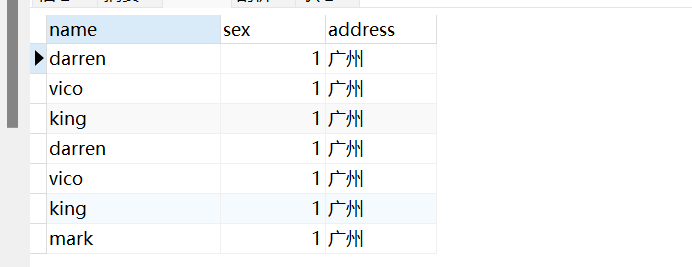 name sex address
darren 1 广州
vico 1 广州
king 1 广州
darren 1 广州
vico 1 广州
king 1 广州
mark 1 广州